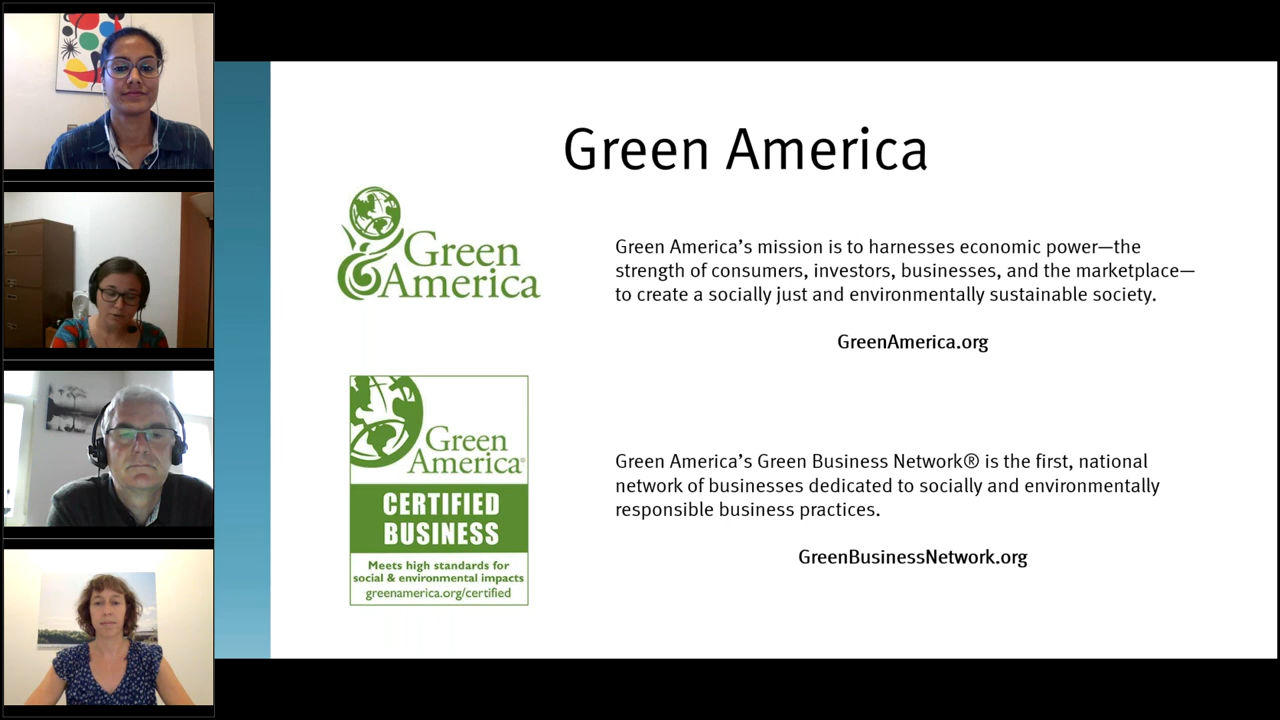 Green America
Green
America
Green America's mission is to harnesses economic power—the
strength of consumers, investors, businesses, and the marketplace—
to create a socially just and environmentally sustainable society.
GreenAmerica.org
Green
America®
CERTIFIED
BUSINESS
Meets high standards for
social & environmental impacts
greenamerica.org/certified
Green America's Green Business Network® is the first, national
network of businesses dedicated to socially and environmentally
responsible business practices.
GreenBusinessNetwork.org